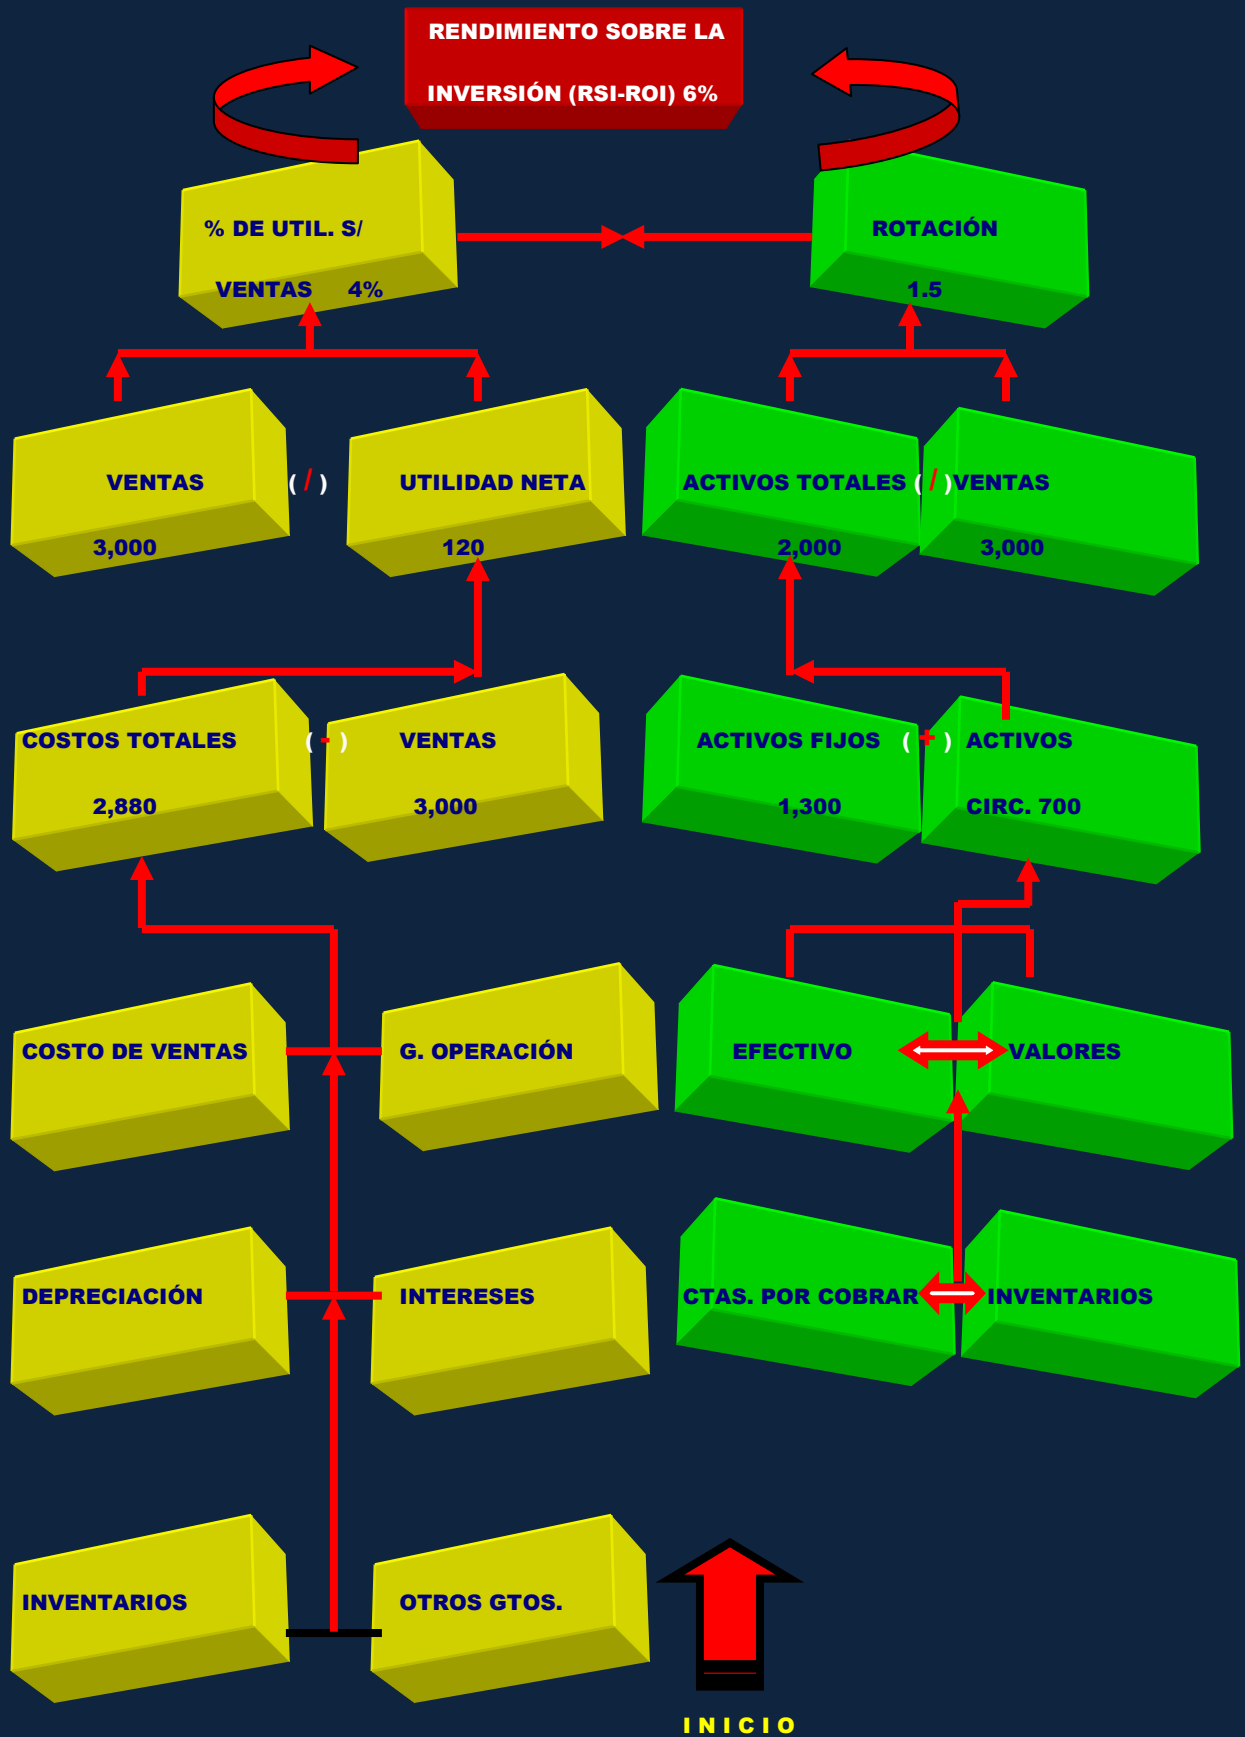 RENDIMIENTO SOBRE LA
INVERSIÓN (RSI-ROI) 6%
% DE UTIL. S/
VENTAS 4%
ROTACIÓN
1.5
VENTAS
3,000
( / )
UTILIDAD NETA
120
ACTIVOS TOTALES
2,000
( / )
VENTAS
3,000
COSTOS TOTALES
2,880
( - )
VENTAS
3,000
ACTIVOS FIJOS
1,300
( + )
ACTIVOS
CIRC. 700
COSTO DE VENTAS
G. OPERACIÓN
EFECTIVO
VALORES
DEPRECIACIÓN
INTERESES
CTAS. POR COBRAR
INVENTARIOS
INVENTARIOS
OTROS GTOS.
INICIO